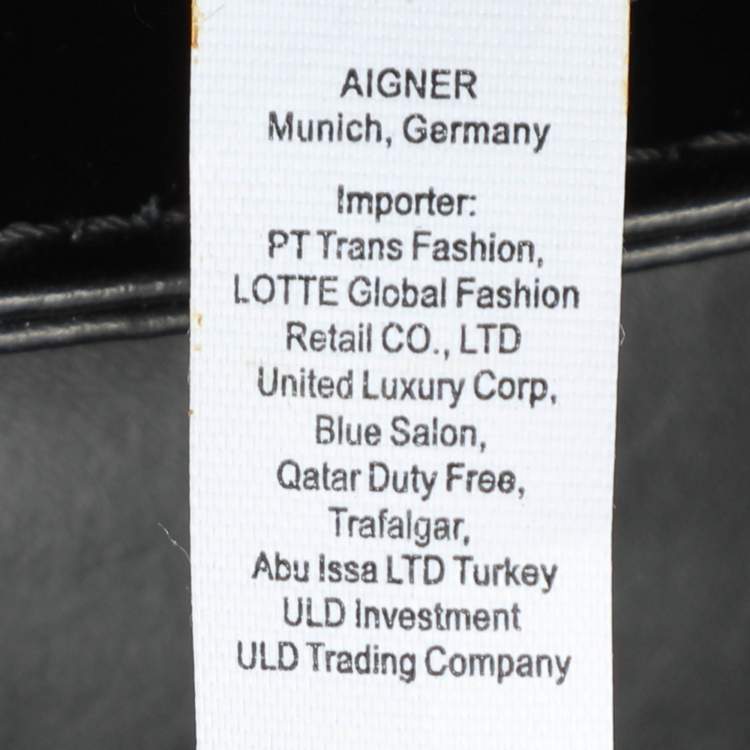 AIGNER
Munich, Germany
Importer:
PT Trans Fashion,
LOTTE Global Fashion
Retail CO., LTD
United Luxury Corp,
Blue Salon,
Qatar Duty Free,
Trafalgar,
Abu Issa LTD Turkey
ULD Investment
ULD Trading Company